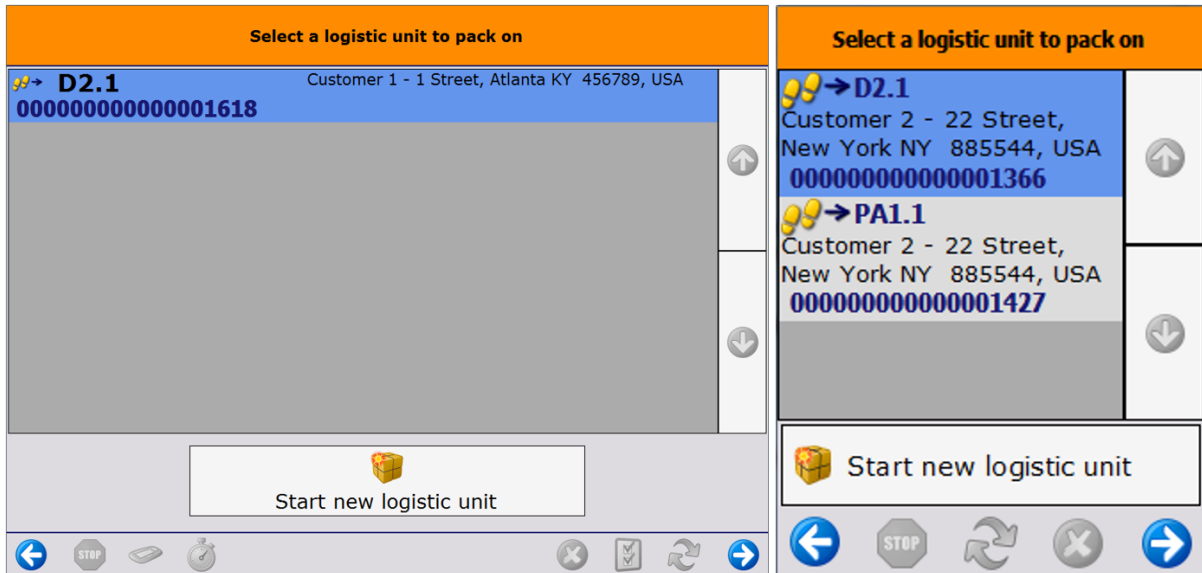 Select a logistic unit to pack on
D2.1 Customer 1 - 1 Street, Atlanta KY 456789, USA
000000000000001618
Start new logistic unit
STOP
Select a logistic unit to pack on
D2.1
Customer 2 - 22 Street,
New York NY 885544, USA
000000000000001366
PA1.1
Customer 2 - 22 Street,
New York NY 885544, USA
000000000000001427
Start new logistic unit
STOP